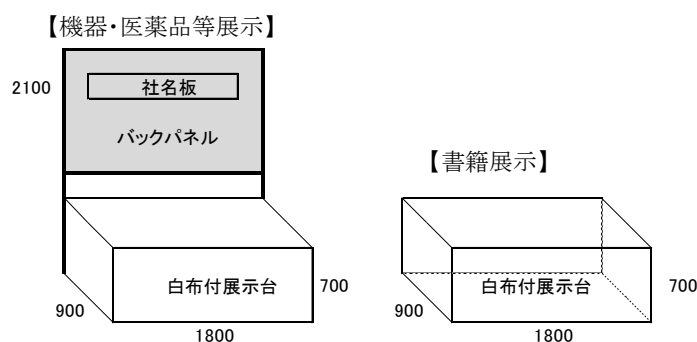 【機器・医薬品等展示】
2100
社名板
バックパネル
白布付展示台
700
900
1800
【書籍展示】
白布付展示台
700
900
1800